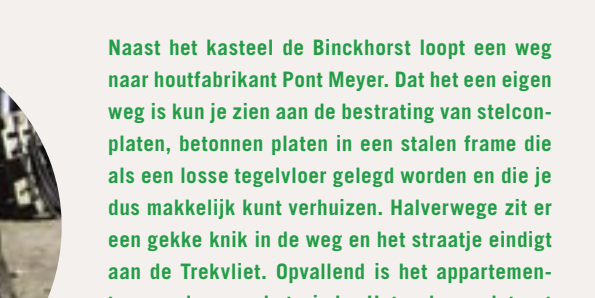 Naast het kasteel de Binckhorst loopt een weg
naar houtfabrikant Pont Meyer. Dat het een eigen
weg is kun je zien aan de bestrating van stelcon-
platen, betonnen platen in een stalen frame die
als een losse tegelvloer gelegd worden en die je
dus makkelijk kunt verhuizen. Halverwege zit er
een gekke knik in de weg en het straatje eindigt
aan de Trekvliet. Opvallend is het appartemen-